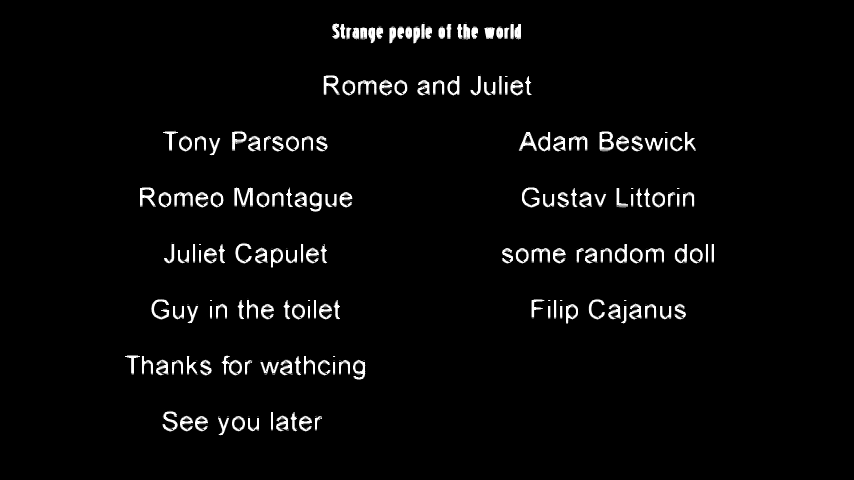 Strange people of the world
Romeo and Juliet
Tony Parsons Adam Beswick
Romeo Montague Gustav Littorin
Juliet Capulet some random doll
Guy in the toilet Filip Cajanus
Thanks for wathcing
See you later